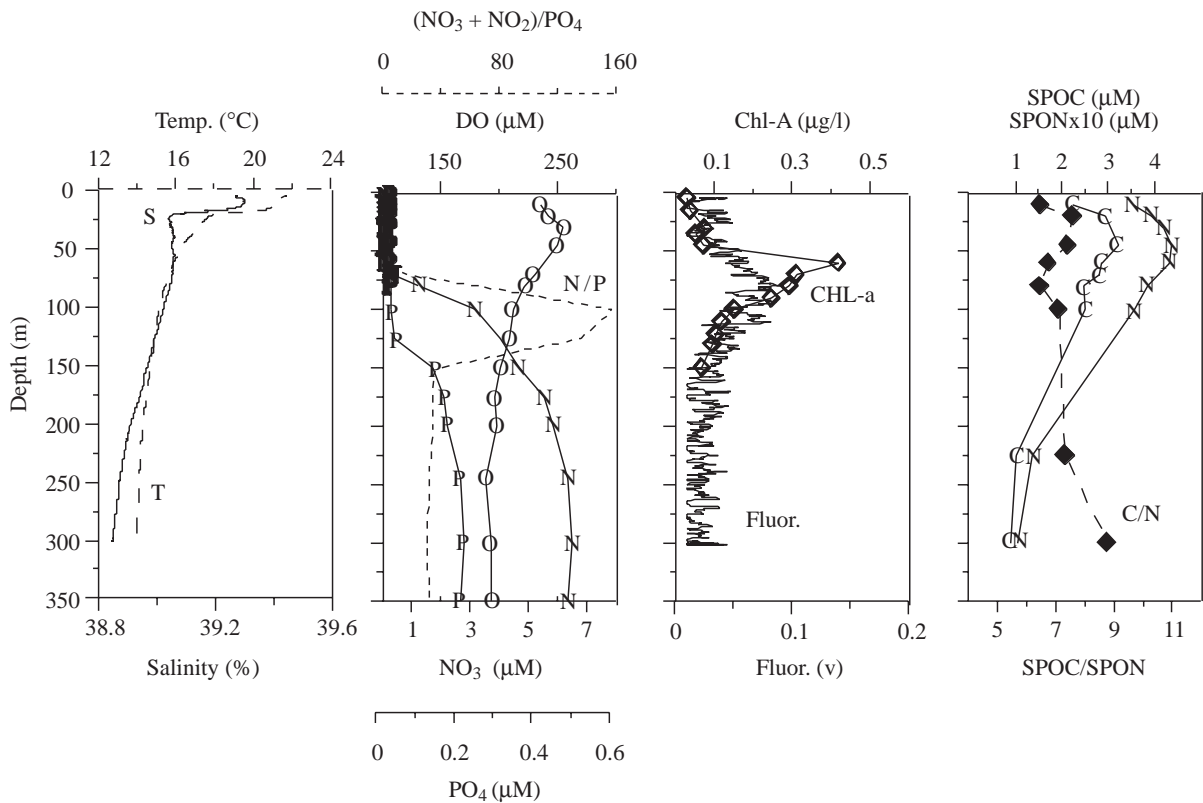 (NO3 + NO2)/PO4
0 80 160
SPOC (μM)
Temp. (°C) DO (μM) Chl-A (μg/l) SPONx10 (μM)
12 16 20 24 150 250 0.1 0.3 0.5 1 2 3 4
0
50
100
150
200
250
300
350
Depth (m)
S
T
N/P
O O O O O O O O O O O O O O
N N N N N N N N
P P P P P P P P
CHL-a
Fluor.
C C C C C C C C C
N N N N N N N N N
C/N
38.8 39.2 39.6 1 3 5 7 0 0.1 0.2 5 7 9 11
Salinity (%) NO3 (μM) Fluor. (v) SPOC/SPON
0 0.2 0.4 0.6
PO4 (μM)